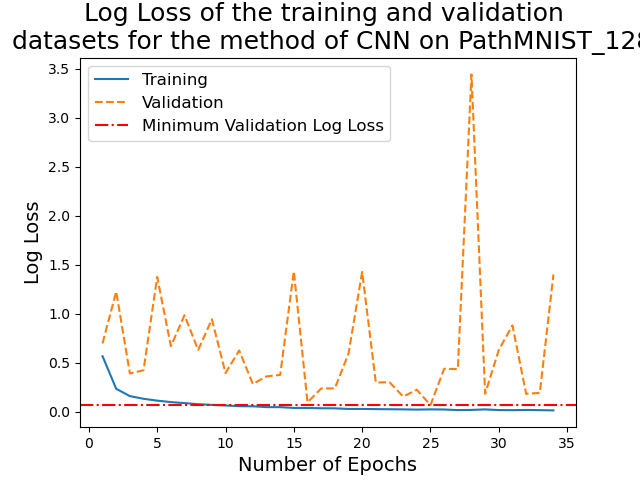 Log Loss of the training and validation
datasets for the method of CNN on PathMNIST_128
Training
Validation
Minimum Validation Log Loss
Log Loss
3.5
3.0
2.5
2.0
1.5
1.0
0.5
0.0
0 5 10 15 20 25 30 35
Number of Epochs